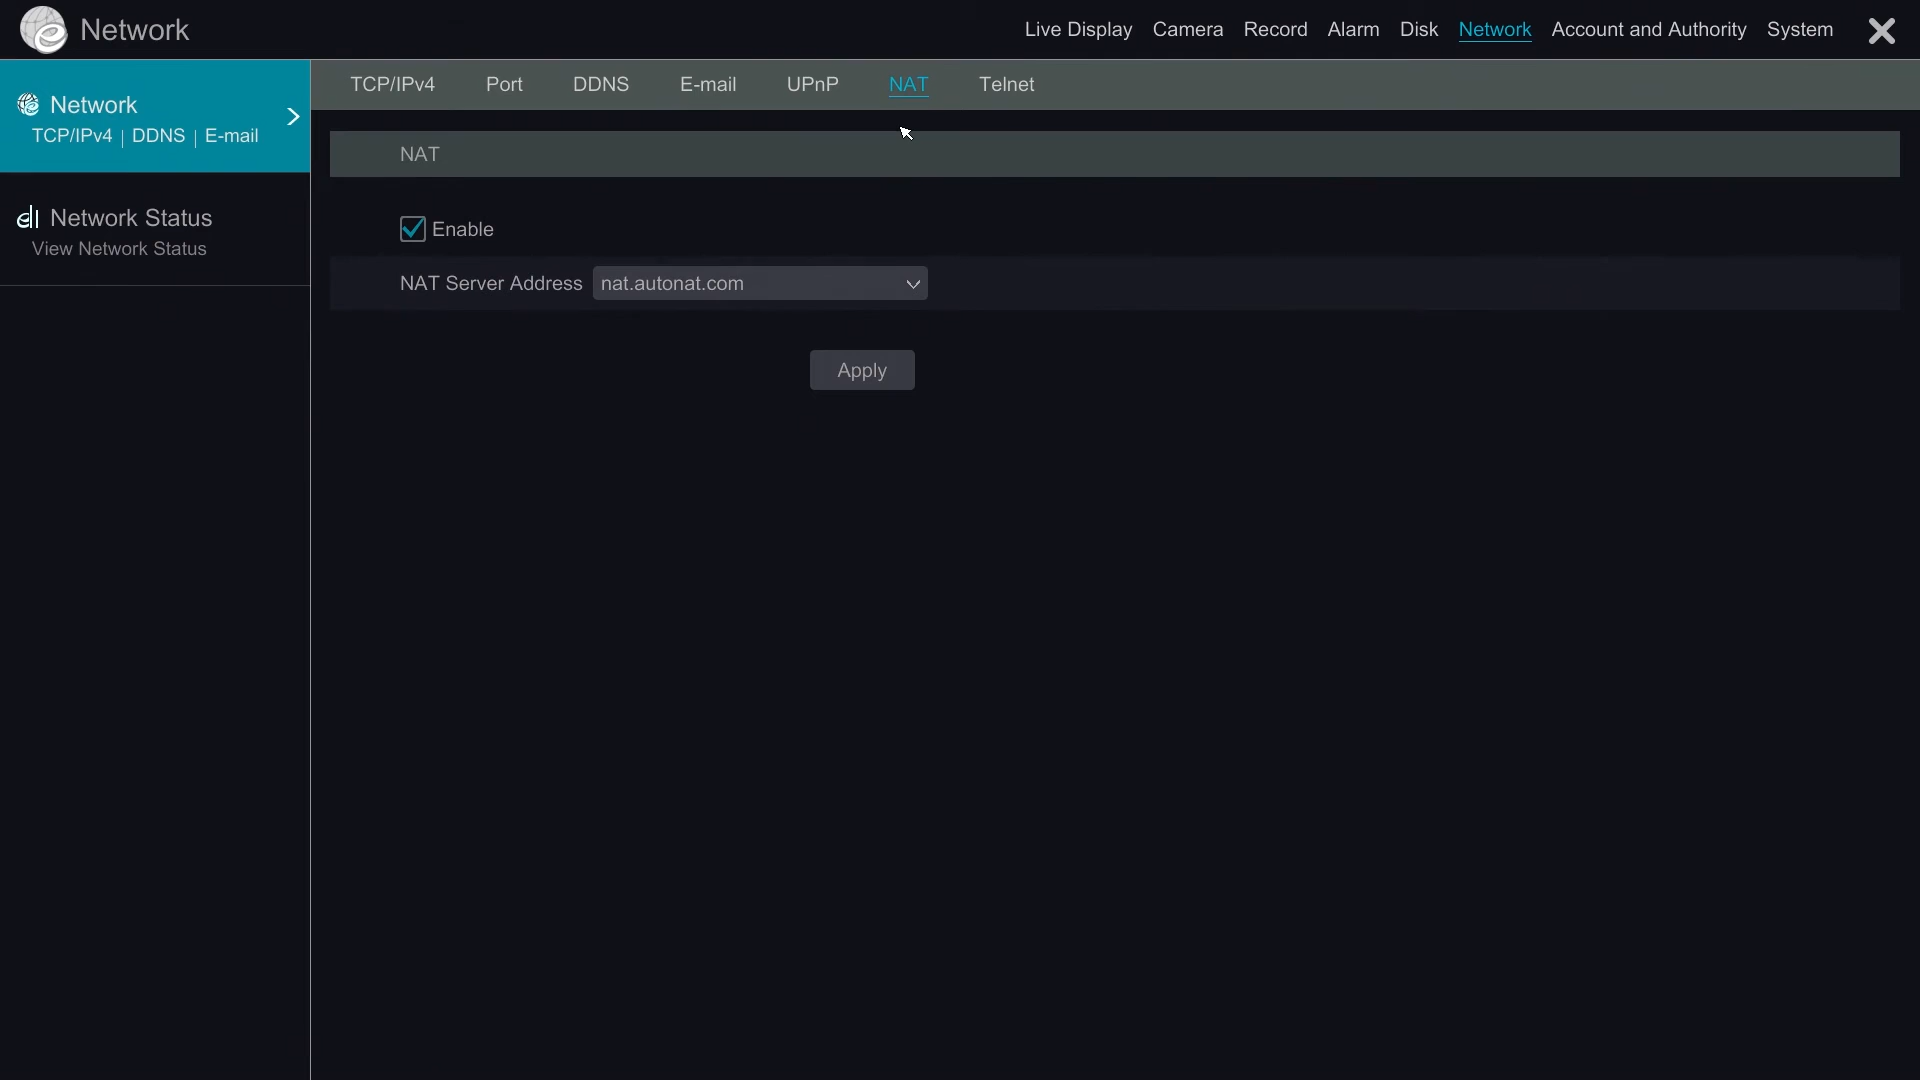 Network
Live Display Camera Record Alarm Disk Network Account and Authority System
Network
TCP/IPv4 | DDNS | E-mail
Network Status
View Network Status
TCP/IPv4 Port DDNS E-mail UPnP NAT Telnet
NAT
Enable
NAT Server Address nat.autonat.com
Apply